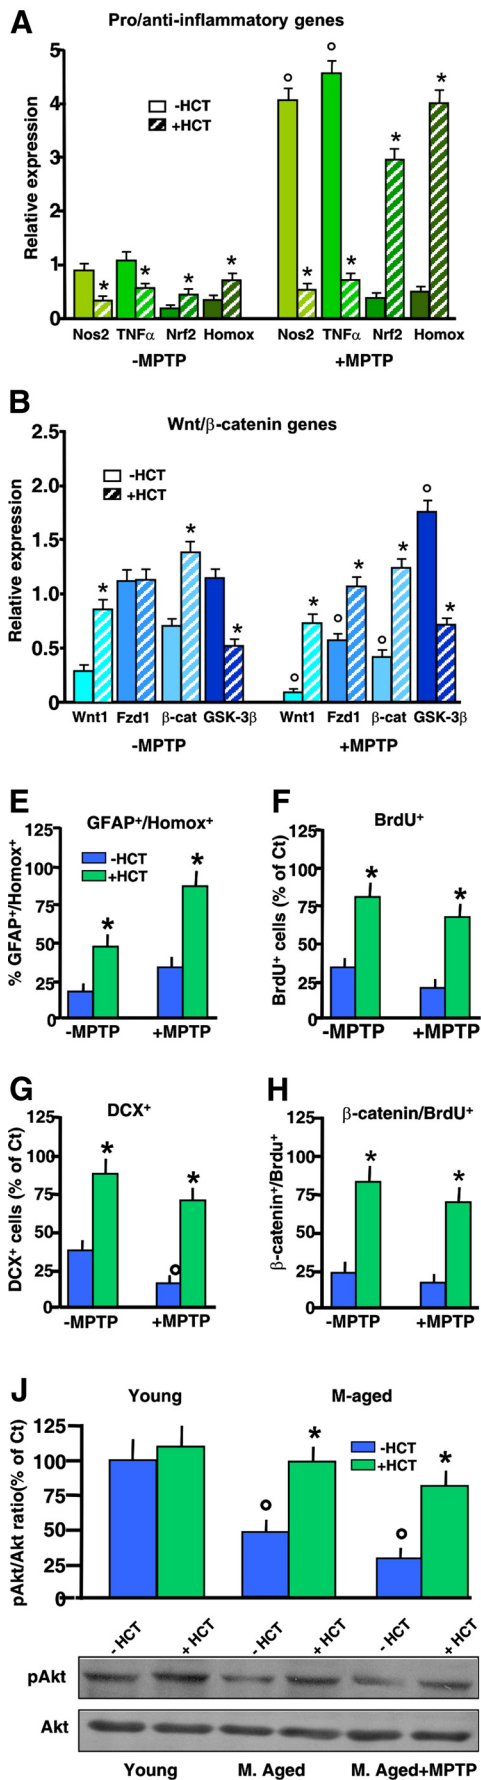 A
Pro/anti-inflammatory genes
Relative expression
5
4
3
2
1
0
-HCT
+HCT
° ° * *
* * * * * *
Nos2 TNFα Nrf2 Homox Nos2 TNFα Nrf2 Homox
-MPTP +MPTP
B
Wnt/β-catenin genes
Relative expression
2.5
2.0
1.5
1.0
0.5
0
-HCT
+HCT
* * * * * * *
° ° ° °
Wnt1 Fzd1 β-cat GSK-3β Wnt1 Fzd1 β-cat GSK-3β
-MPTP +MPTP
E
GFAP+/Homox+
% GFAP+/Homox+
125
100
75
50
25
0
-HCT
+HCT
* *
-MPTP +MPTP
F
BrdU+
BrdU+ cells (% of Ct)
125
100
75
50
25
0
* *
-MPTP +MPTP
G
DCX+
DCX+ cells (% of Ct)
125
100
75
50
25
0
* ° *
-MPTP +MPTP
H
β-catenin/BrdU+
β-catenin+/Brdu+
125
100
75
50
25
0
* *
-MPTP +MPTP
J
Young M-aged
pAkt/Akt ratio(% of Ct)
125
100
75
50
25
0
-HCT
+HCT
° * ° *
- HCT + HCT - HCT + HCT - HCT + HCT
pAkt
Akt
Young M. Aged M. Aged+MPTP